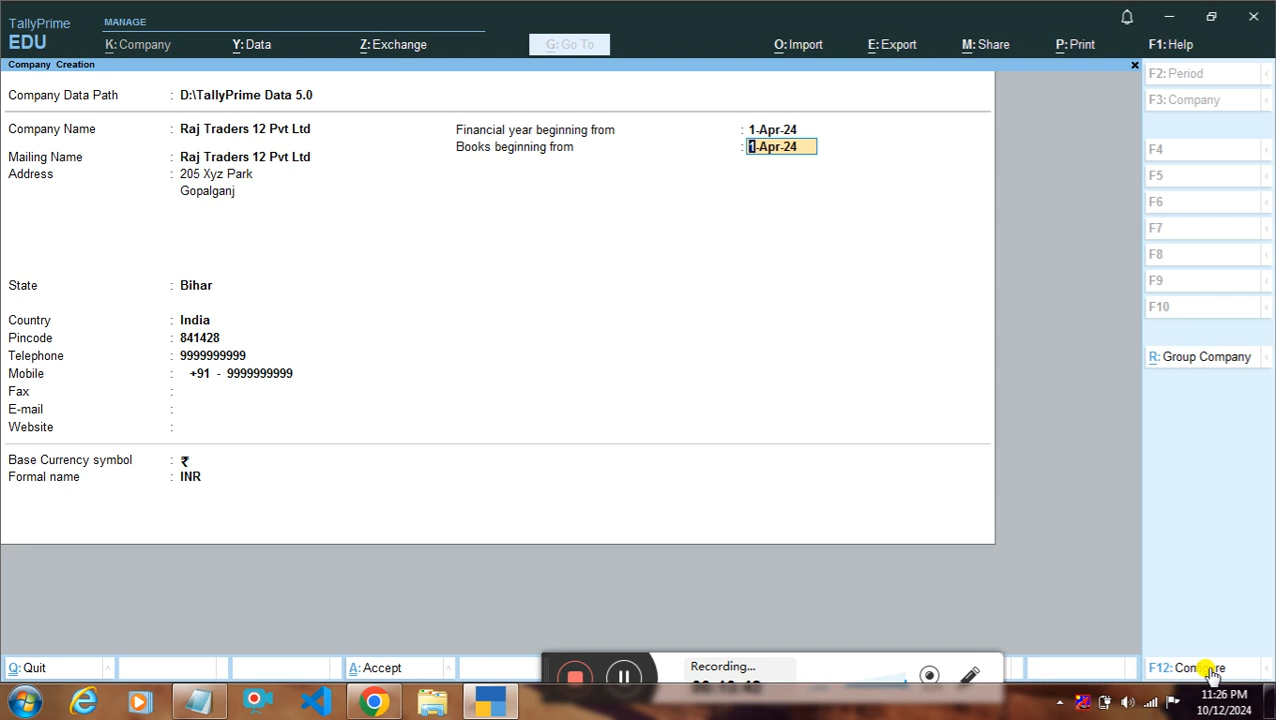 TallyPrime
EDU
MANAGE
K: Company
Y: Data
Z: Exchange
G: Go To
O: Import
E: Export
M: Share
P: Print
F1: Help
Company Creation
Company Data Path : D:\TallyPrime Data 5.0
Company Name : Raj Traders 12 Pvt Ltd
Mailing Name : Raj Traders 12 Pvt Ltd
Address : 205 Xyz Park
Gopalganj
State : Bihar
Country : India
Pincode : 841428
Telephone : 9999999999
Mobile : +91 - 9999999999
Fax :
E-mail :
Website :
Base Currency symbol : ₹
Formal name : INR
Financial year beginning from : 1-Apr-24
Books beginning from : 1-Apr-24
F2: Period
F3: Company
F4
F5
F6
F7
F8
F9
F10
R: Group Company
Q: Quit
A: Accept
Recording...
F12:
11:26 PM
10/12/2024